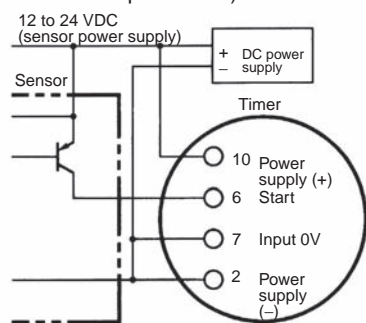 12 to 24 VDC
(sensor power supply)
+ DC power
− supply
Sensor
Timer
10 Power
supply (+)
6 Start
7 Input 0V
2 Power
supply
(−)